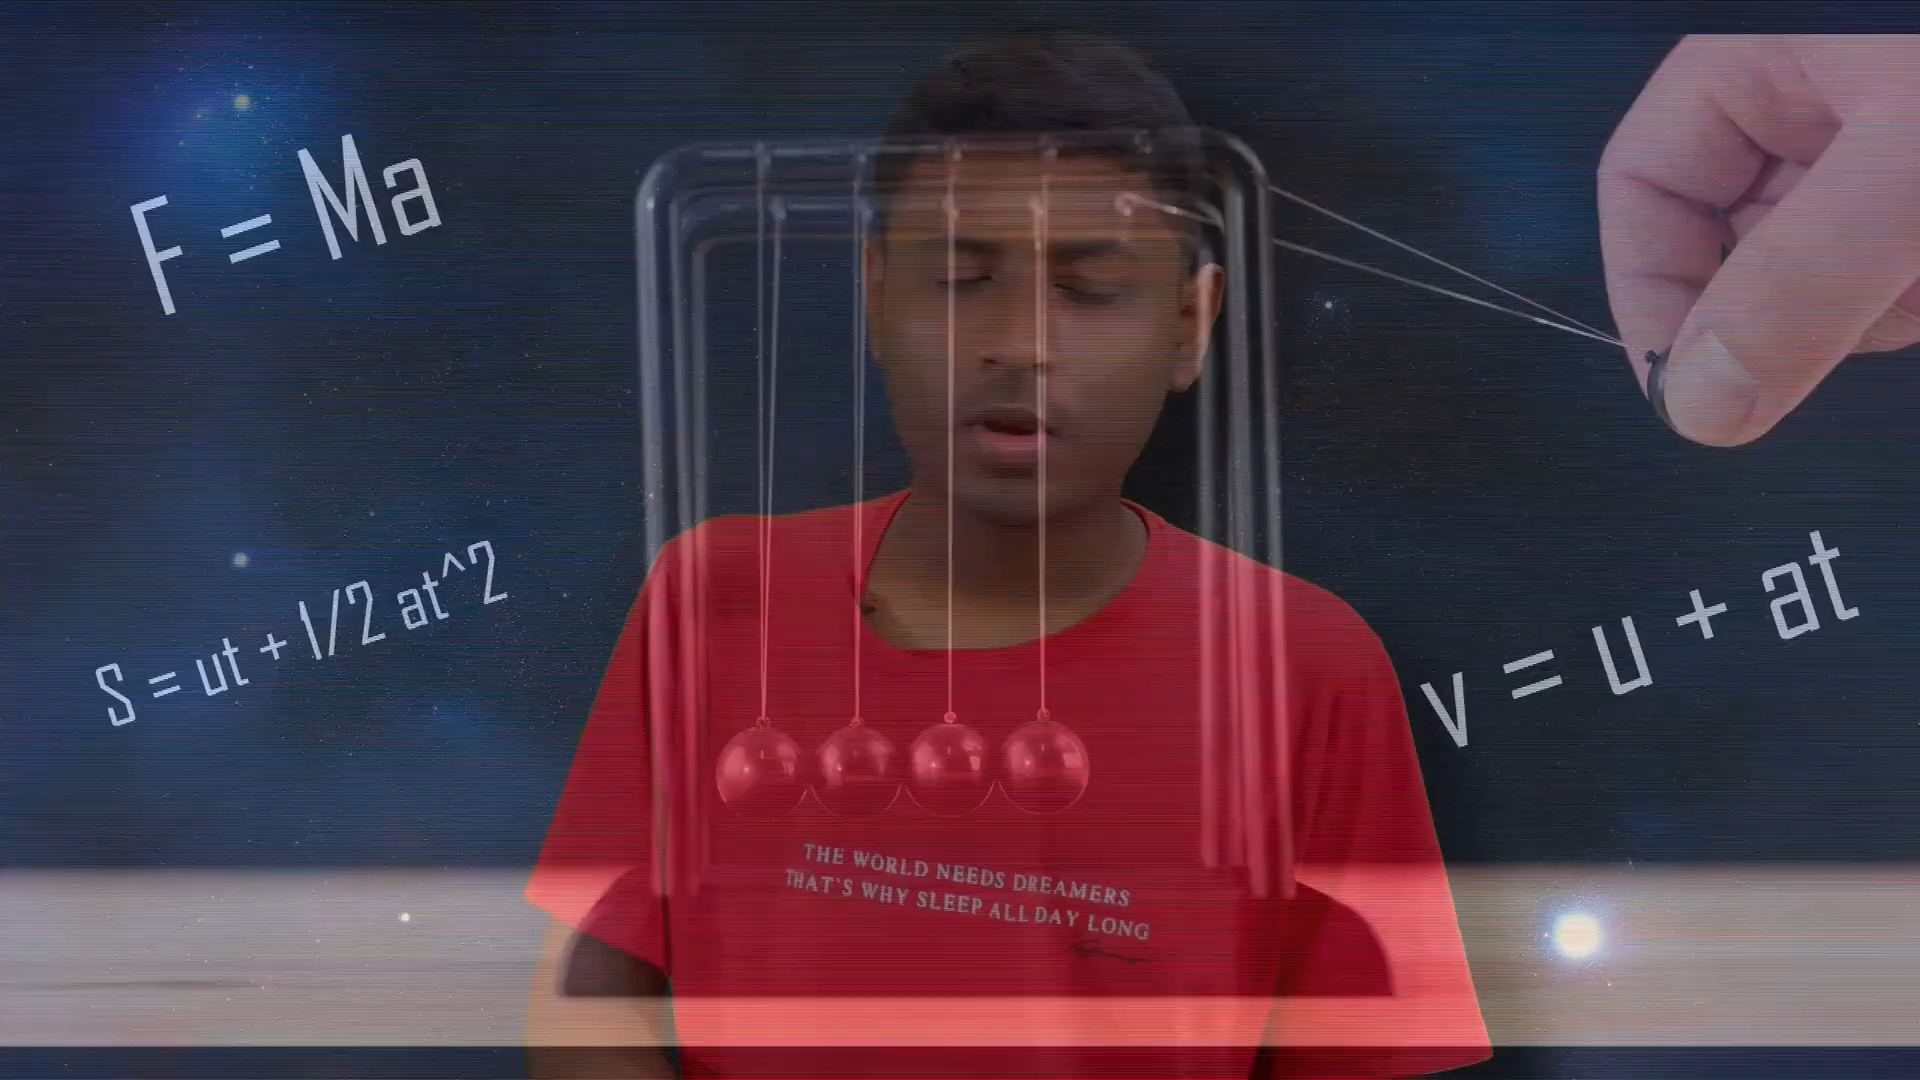 F = Ma
S = ut + 1/2 at^2
v = u + at
THE WORLD NEEDS DREAMERS
THAT'S WHY SLEEP ALL DAY LONG